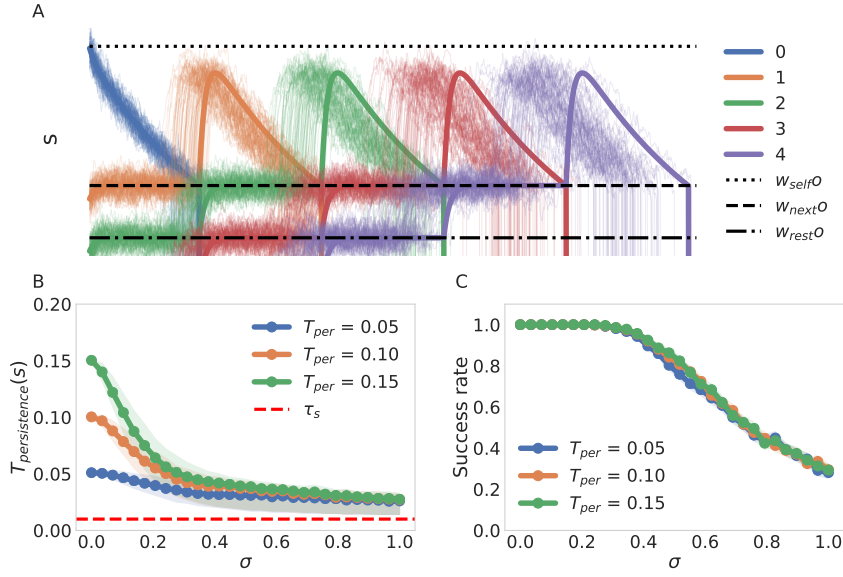 A
s
0
1
2
3
4
w_self o
w_next o
w_rest o
B
T_persistence(s)
0.20
0.15
0.10
0.05
0.00
T_per = 0.05
T_per = 0.10
T_per = 0.15
τ_s
0.0 0.2 0.4 0.6 0.8 1.0
σ
C
Success rate
1.0
0.8
0.6
0.4
0.2
0.0
T_per = 0.05
T_per = 0.10
T_per = 0.15
0.0 0.2 0.4 0.6 0.8 1.0
σ